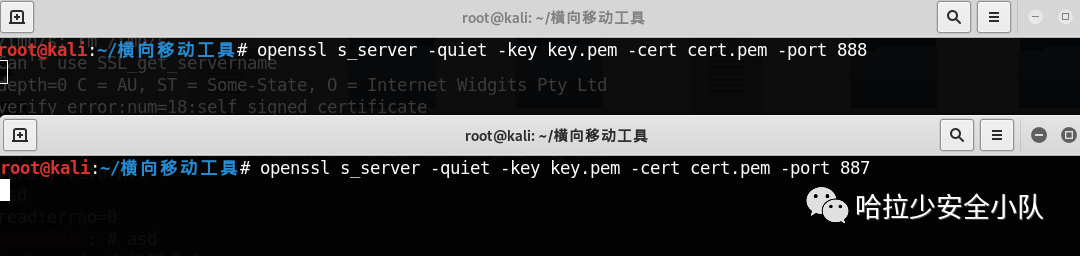 root@kali: ~/横向移动工具
root@kali:~/横向移动工具# openssl s_server -quiet -key key.pem -cert cert.pem -port 888
can't use SSL_get_servername
depth=0 C = AU, ST = Some-State, O = Internet Widgits Pty Ltd
verify error:num=18:self signed certificate
root@kali: ~/横向移动工具
root@kali:~/横向移动工具# openssl s_server -quiet -key key.pem -cert cert.pem -port 887
asd
read:errno=0
root@kali:~# asd
哈拉少安全小队